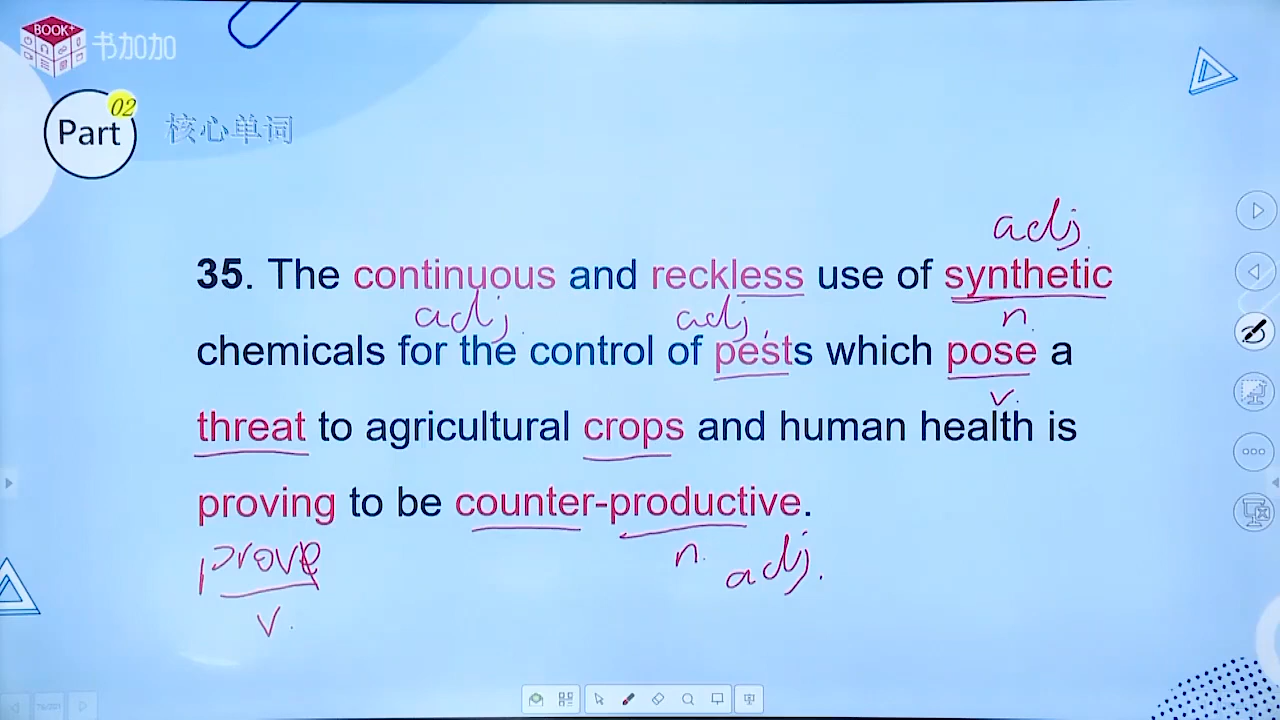 BOOK+
书加加
02
Part
核心单词
adj.
35. The continuous and reckless use of synthetic
adj. adj. n.
chemicals for the control of pests which pose a
v.
threat to agricultural crops and human health is
proving to be counter-productive.
prove n. adj.
v.